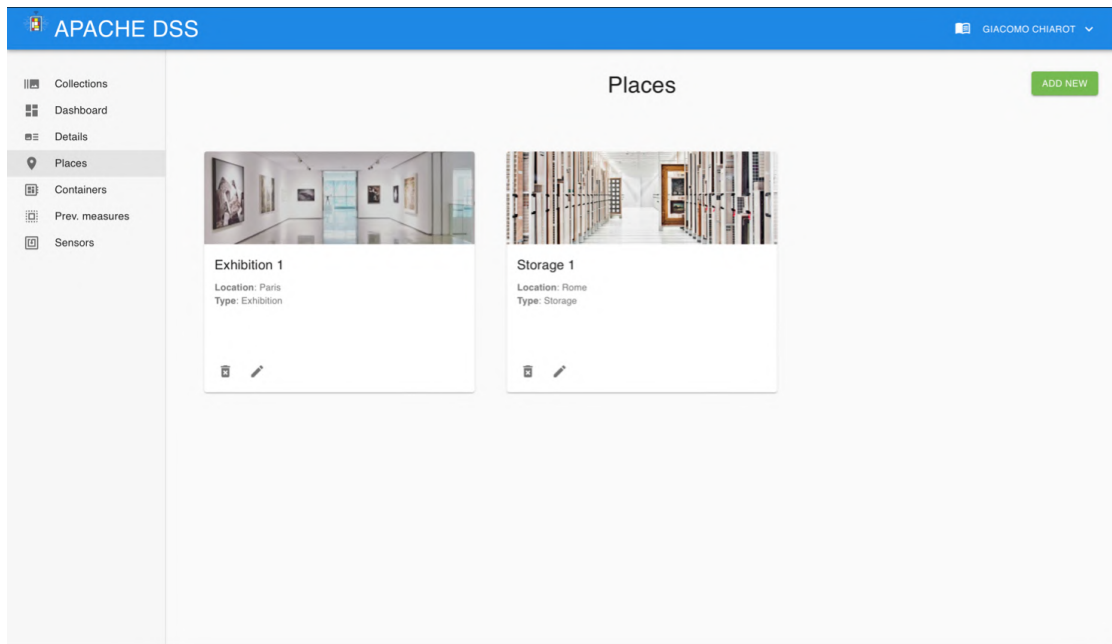 APACHE DSS
GIACOMO CHIAROT
Collections
Dashboard
Details
Places
Containers
Prev. measures
Sensors
Places
ADD NEW
Exhibition 1
Location: Paris
Type: Exhibition
Storage 1
Location: Rome
Type: Storage